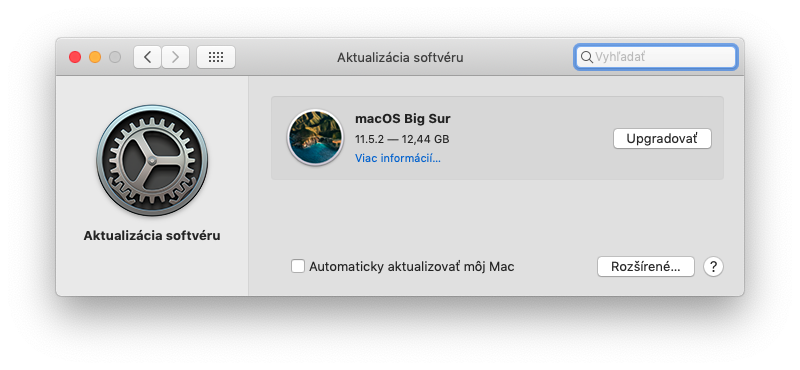 Aktualizácia softvéru
Vyhľadať
macOS Big Sur
11.5.2 — 12,44 GB
Upgradovať
Viac informácií...
Aktualizácia softvéru
Automaticky aktualizovať môj Mac
Rozšírené...
?